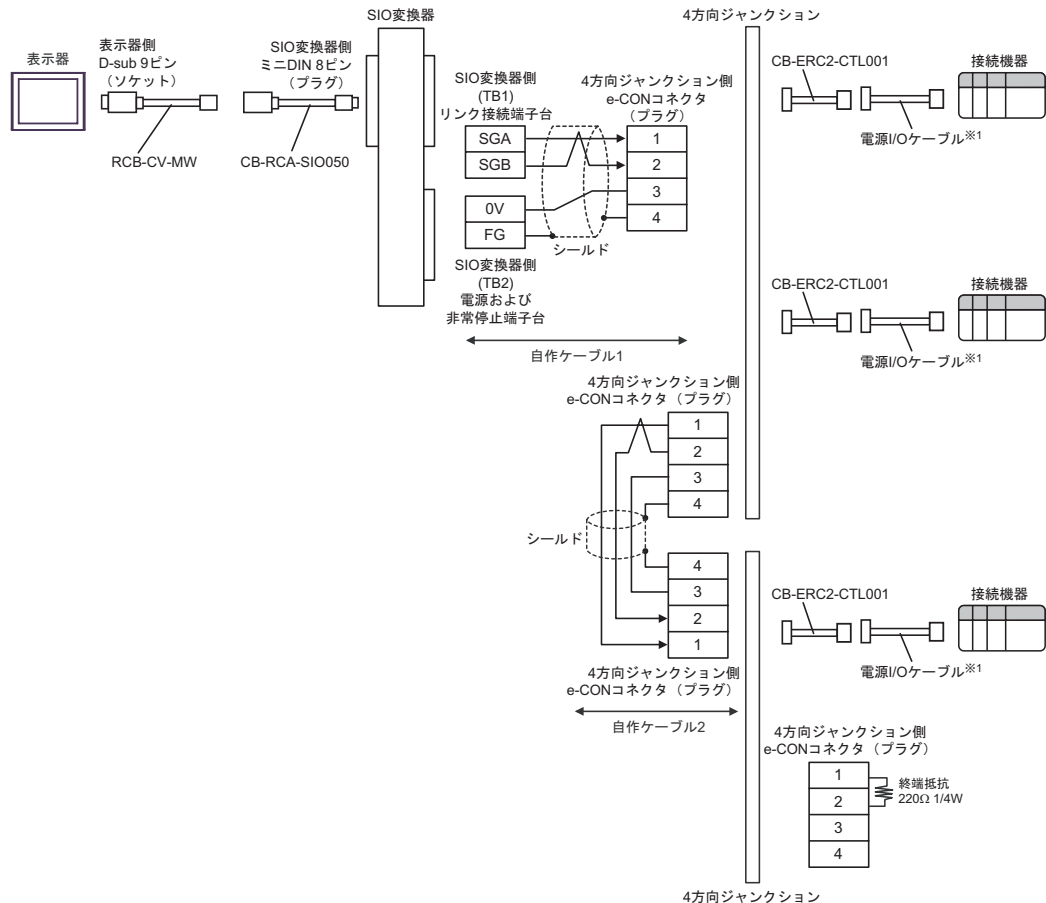 SIO変換器
4方向ジャンクション
表示器
表示器側
D-sub 9ピン
（ソケット）
RCB-CV-MW
SIO変換器側
ミニDIN 8ピン
（プラグ）
CB-RCA-SIO050
SIO変換器側
(TB1)
リンク接続端子台
SGA
SGB
0V
FG
SIO変換器側
(TB2)
電源および
非常停止端子台
4方向ジャンクション側
e-CONコネクタ
（プラグ）
1
2
3
4
シールド
自作ケーブル1
CB-ERC2-CTL001
接続機器
電源I/Oケーブル※1
CB-ERC2-CTL001
接続機器
電源I/Oケーブル※1
4方向ジャンクション側
e-CONコネクタ（プラグ）
1
2
3
4
シールド
4
3
2
1
4方向ジャンクション側
e-CONコネクタ（プラグ）
自作ケーブル2
CB-ERC2-CTL001
接続機器
電源I/Oケーブル※1
4方向ジャンクション側
e-CONコネクタ（プラグ）
1
2
3
4
終端抵抗
220Ω 1/4W
4方向ジャンクション